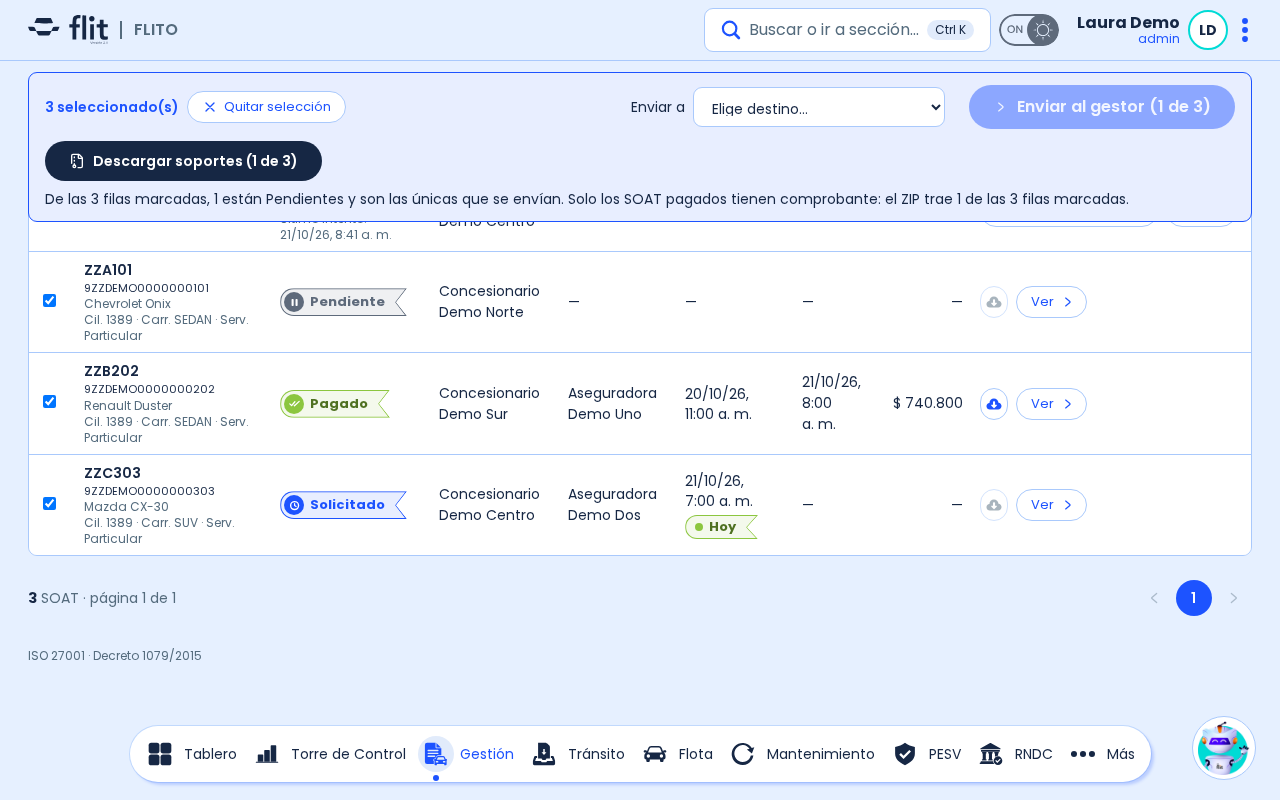 flit
FLITO
Buscar o ir a sección...
Ctrl K
ON
Laura Demo
admin
LD
3 seleccionado(s)
Quitar selección
Enviar a
Elige destino...
Enviar al gestor (1 de 3)
Descargar soportes (1 de 3)
De las 3 filas marcadas, 1 están Pendientes y son las únicas que se envían. Solo los SOAT pagados tienen comprobante: el ZIP trae 1 de las 3 filas marcadas.
21/10/26, 8:41 a. m.
Demo Centro
ZZA101
9ZZDEMO0000000101
Chevrolet Onix
Cil. 1389 · Carr. SEDAN · Serv.
Particular
Pendiente
Concesionario
Demo Norte
—
—
—
—
Ver
ZZB202
9ZZDEMO0000000202
Renault Duster
Cil. 1389 · Carr. SEDAN · Serv.
Particular
Pagado
Concesionario
Demo Sur
Aseguradora
Demo Uno
20/10/26,
11:00 a. m.
21/10/26,
8:00
a. m.
$ 740.800
Ver
ZZC303
9ZZDEMO0000000303
Mazda CX-30
Cil. 1389 · Carr. SUV · Serv.
Particular
Solicitado
Concesionario
Demo Centro
Aseguradora
Demo Dos
21/10/26,
7:00 a. m.
Hoy
—
—
Ver
3 SOAT · página 1 de 1
1
ISO 27001 · Decreto 1079/2015
Tablero
Torre de Control
Gestión
Tránsito
Flota
Mantenimiento
PESV
RNDC
Más